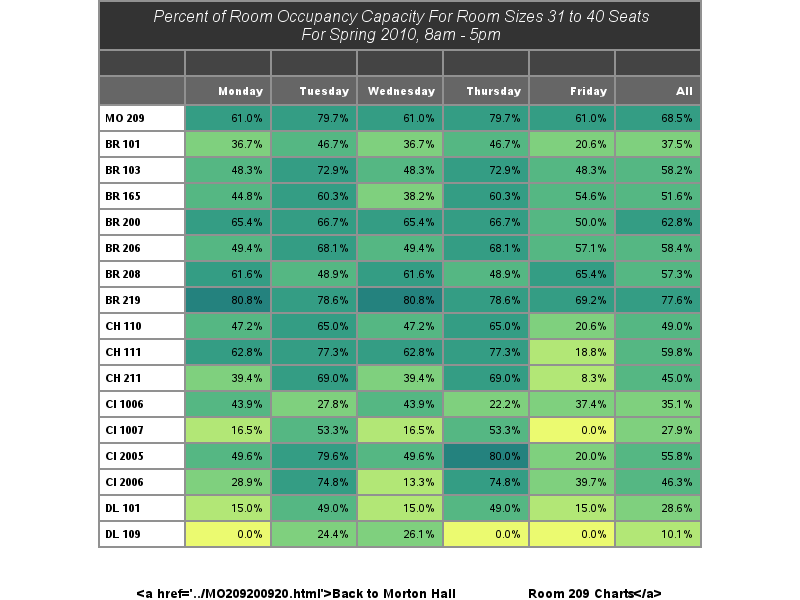 Percent of Room Occupancy Capacity For Room Sizes 31 to 40 Seats
For Spring 2010, 8am - 5pm
Monday Tuesday Wednesday Thursday Friday All
MO 209 61.0% 79.7% 61.0% 79.7% 61.0% 68.5%
BR 101 36.7% 46.7% 36.7% 46.7% 20.6% 37.5%
BR 103 48.3% 72.9% 48.3% 72.9% 48.3% 58.2%
BR 165 44.8% 60.3% 38.2% 60.3% 54.6% 51.6%
BR 200 65.4% 66.7% 65.4% 66.7% 50.0% 62.8%
BR 206 49.4% 68.1% 49.4% 68.1% 57.1% 58.4%
BR 208 61.6% 48.9% 61.6% 48.9% 65.4% 57.3%
BR 219 80.8% 78.6% 80.8% 78.6% 69.2% 77.6%
CH 110 47.2% 65.0% 47.2% 65.0% 20.6% 49.0%
CH 111 62.8% 77.3% 62.8% 77.3% 18.8% 59.8%
CH 211 39.4% 69.0% 39.4% 69.0% 8.3% 45.0%
CI 1006 43.9% 27.8% 43.9% 22.2% 37.4% 35.1%
CI 1007 16.5% 53.3% 16.5% 53.3% 0.0% 27.9%
CI 2005 49.6% 79.6% 49.6% 80.0% 20.0% 55.8%
CI 2006 28.9% 74.8% 13.3% 74.8% 39.7% 46.3%
DL 101 15.0% 49.0% 15.0% 49.0% 15.0% 28.6%
DL 109 0.0% 24.4% 26.1% 0.0% 0.0% 10.1%
<a href='../MO209200920.html'>Back to Morton Hall Room 209 Charts</a>